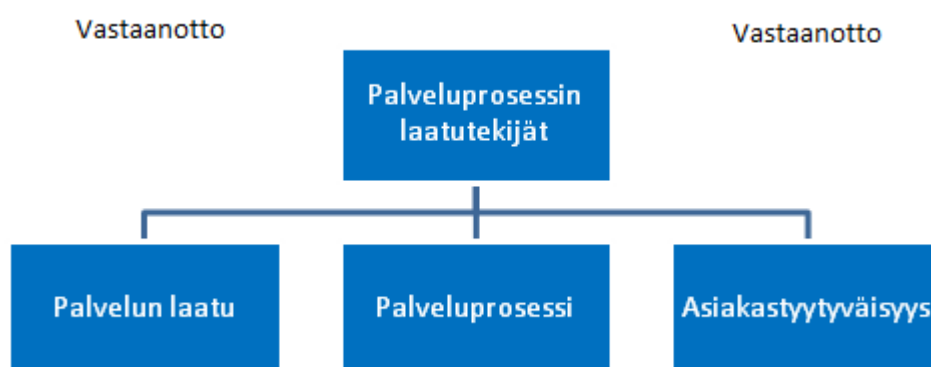 Vastaanotto
Vastaanotto
Palveluprosessin
laatutekijät
Palvelun laatu
Palveluprosessi
Asiakastyytyväisyys